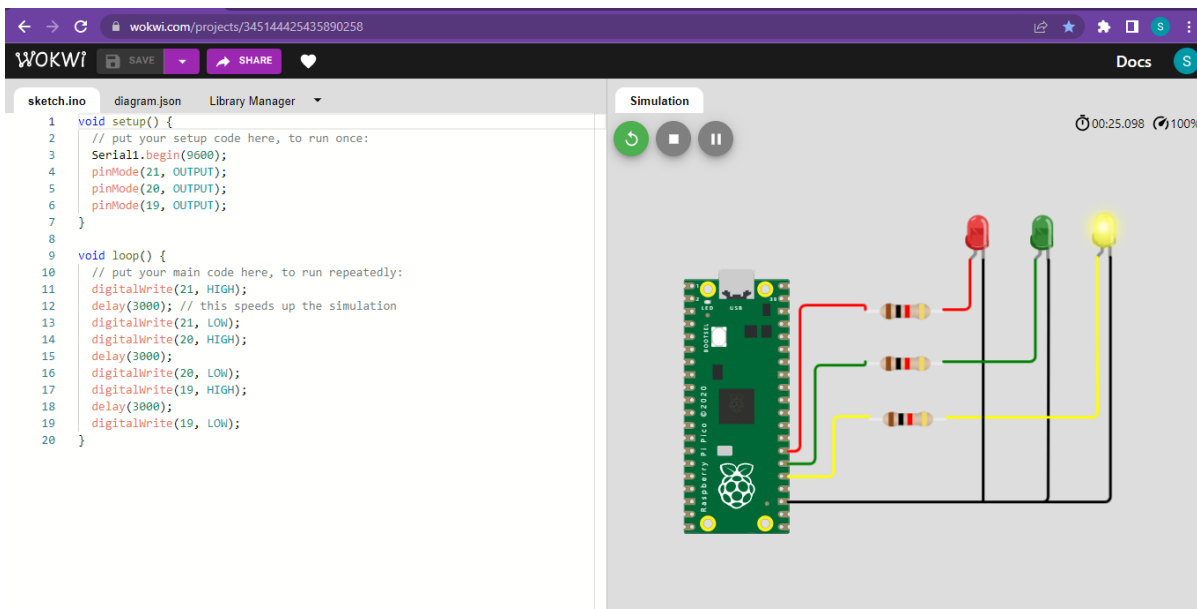 wokwi.com/projects/345144425435890258
S
WOKWi
SAVE
SHARE
Docs
S
sketch.ino diagram.json Library Manager
1 void setup() {
2 // put your setup code here, to run once:
3 Serial1.begin(9600);
4 pinMode(21, OUTPUT);
5 pinMode(20, OUTPUT);
6 pinMode(19, OUTPUT);
7 }
8
9 void loop() {
10 // put your main code here, to run repeatedly:
11 digitalWrite(21, HIGH);
12 delay(3000); // this speeds up the simulation
13 digitalWrite(21, LOW);
14 digitalWrite(20, HIGH);
15 delay(3000);
16 digitalWrite(20, LOW);
17 digitalWrite(19, HIGH);
18 delay(3000);
19 digitalWrite(19, LOW);
20 }
Simulation
00:25.098 100%
LED USB
BOOTSEL
Raspberry Pi Pico ©2020